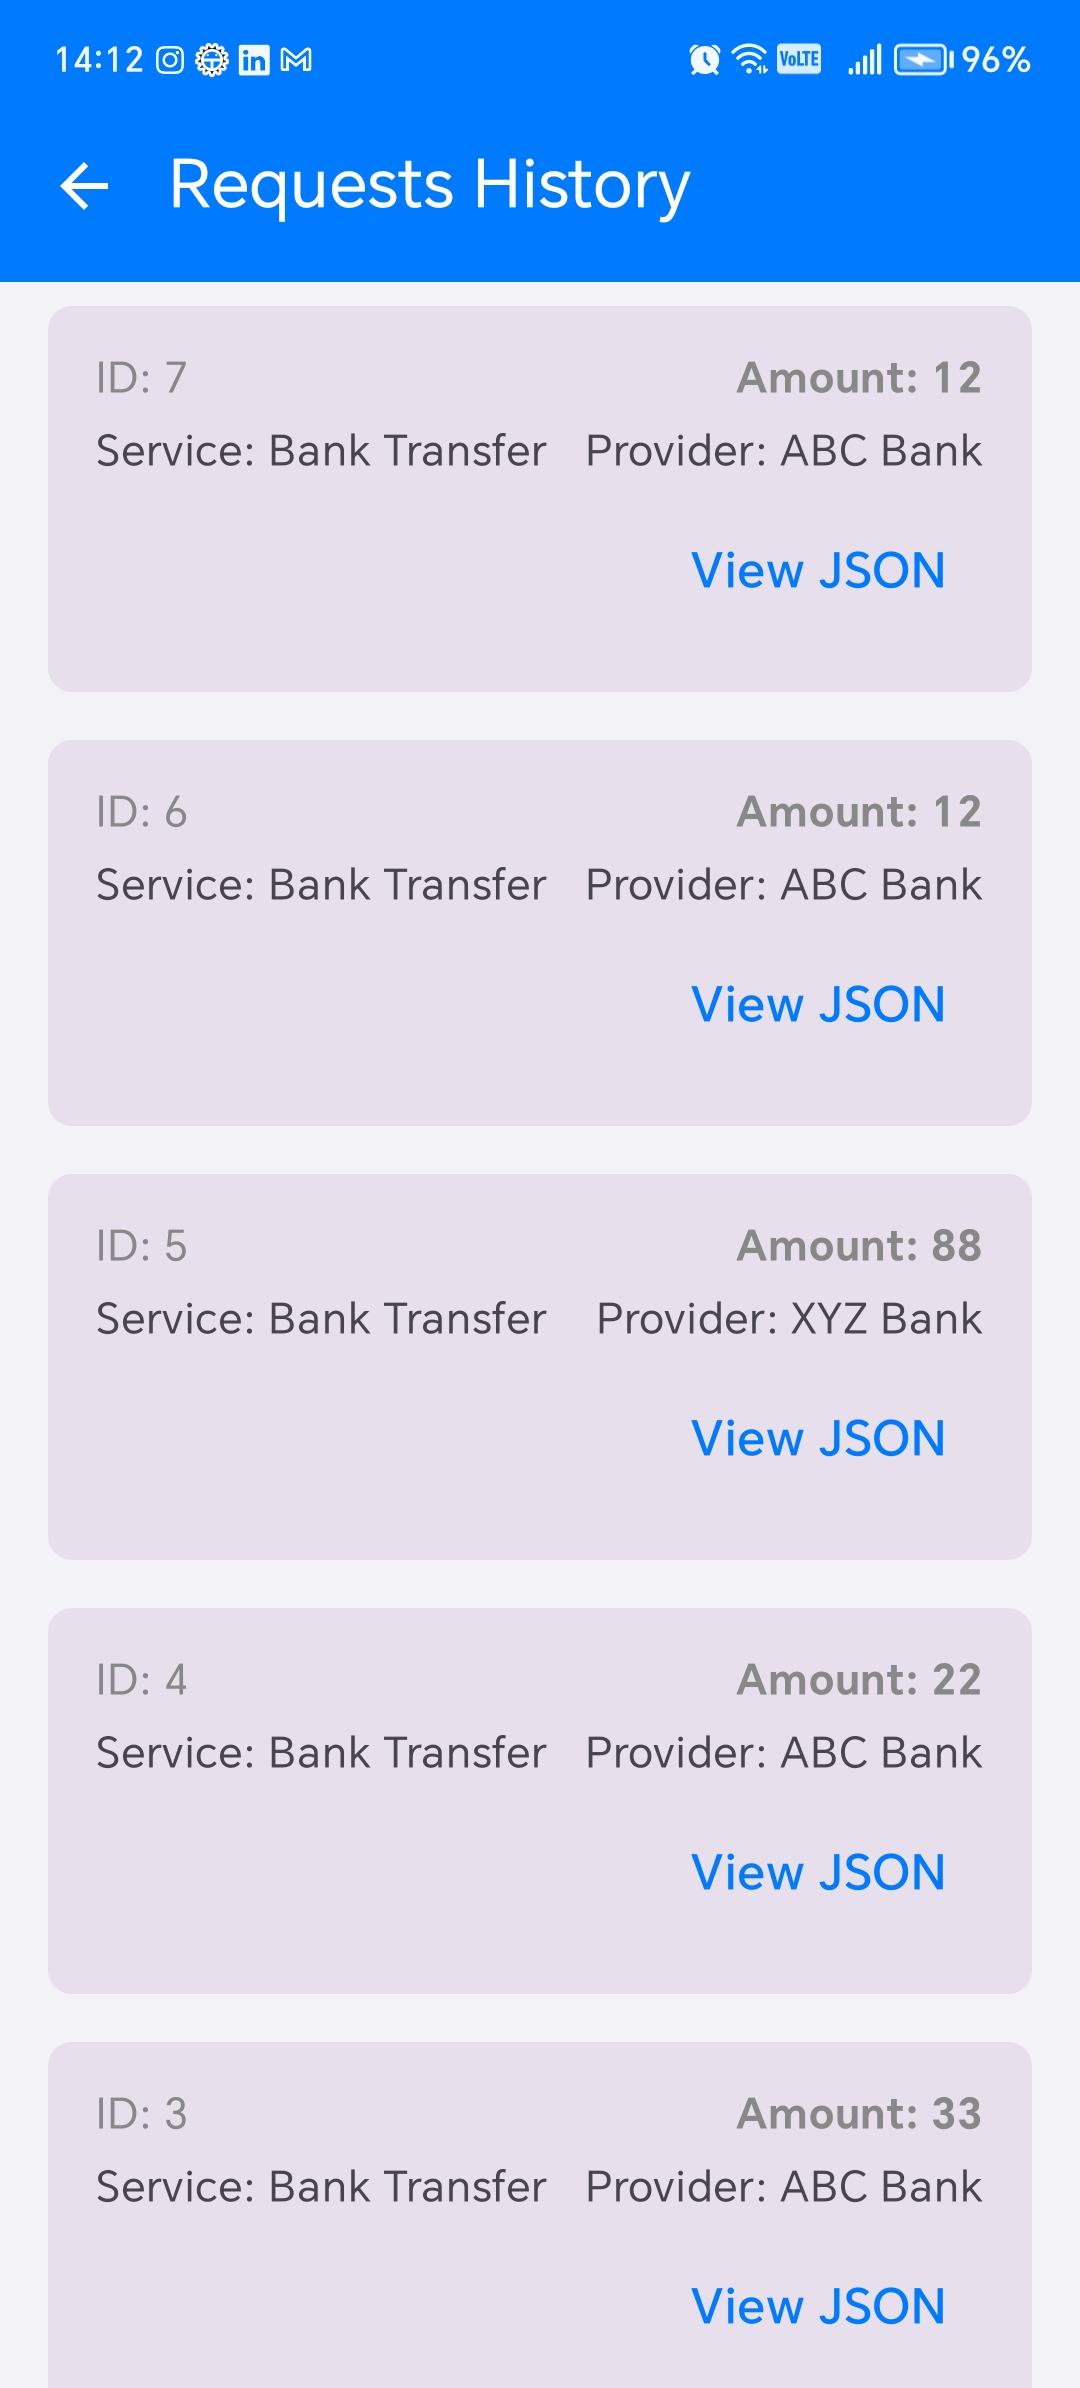 14:12 VoLTE 96%
Requests History
ID: 7 Amount: 12
Service: Bank Transfer Provider: ABC Bank
View JSON
ID: 6 Amount: 12
Service: Bank Transfer Provider: ABC Bank
View JSON
ID: 5 Amount: 88
Service: Bank Transfer Provider: XYZ Bank
View JSON
ID: 4 Amount: 22
Service: Bank Transfer Provider: ABC Bank
View JSON
ID: 3 Amount: 33
Service: Bank Transfer Provider: ABC Bank
View JSON